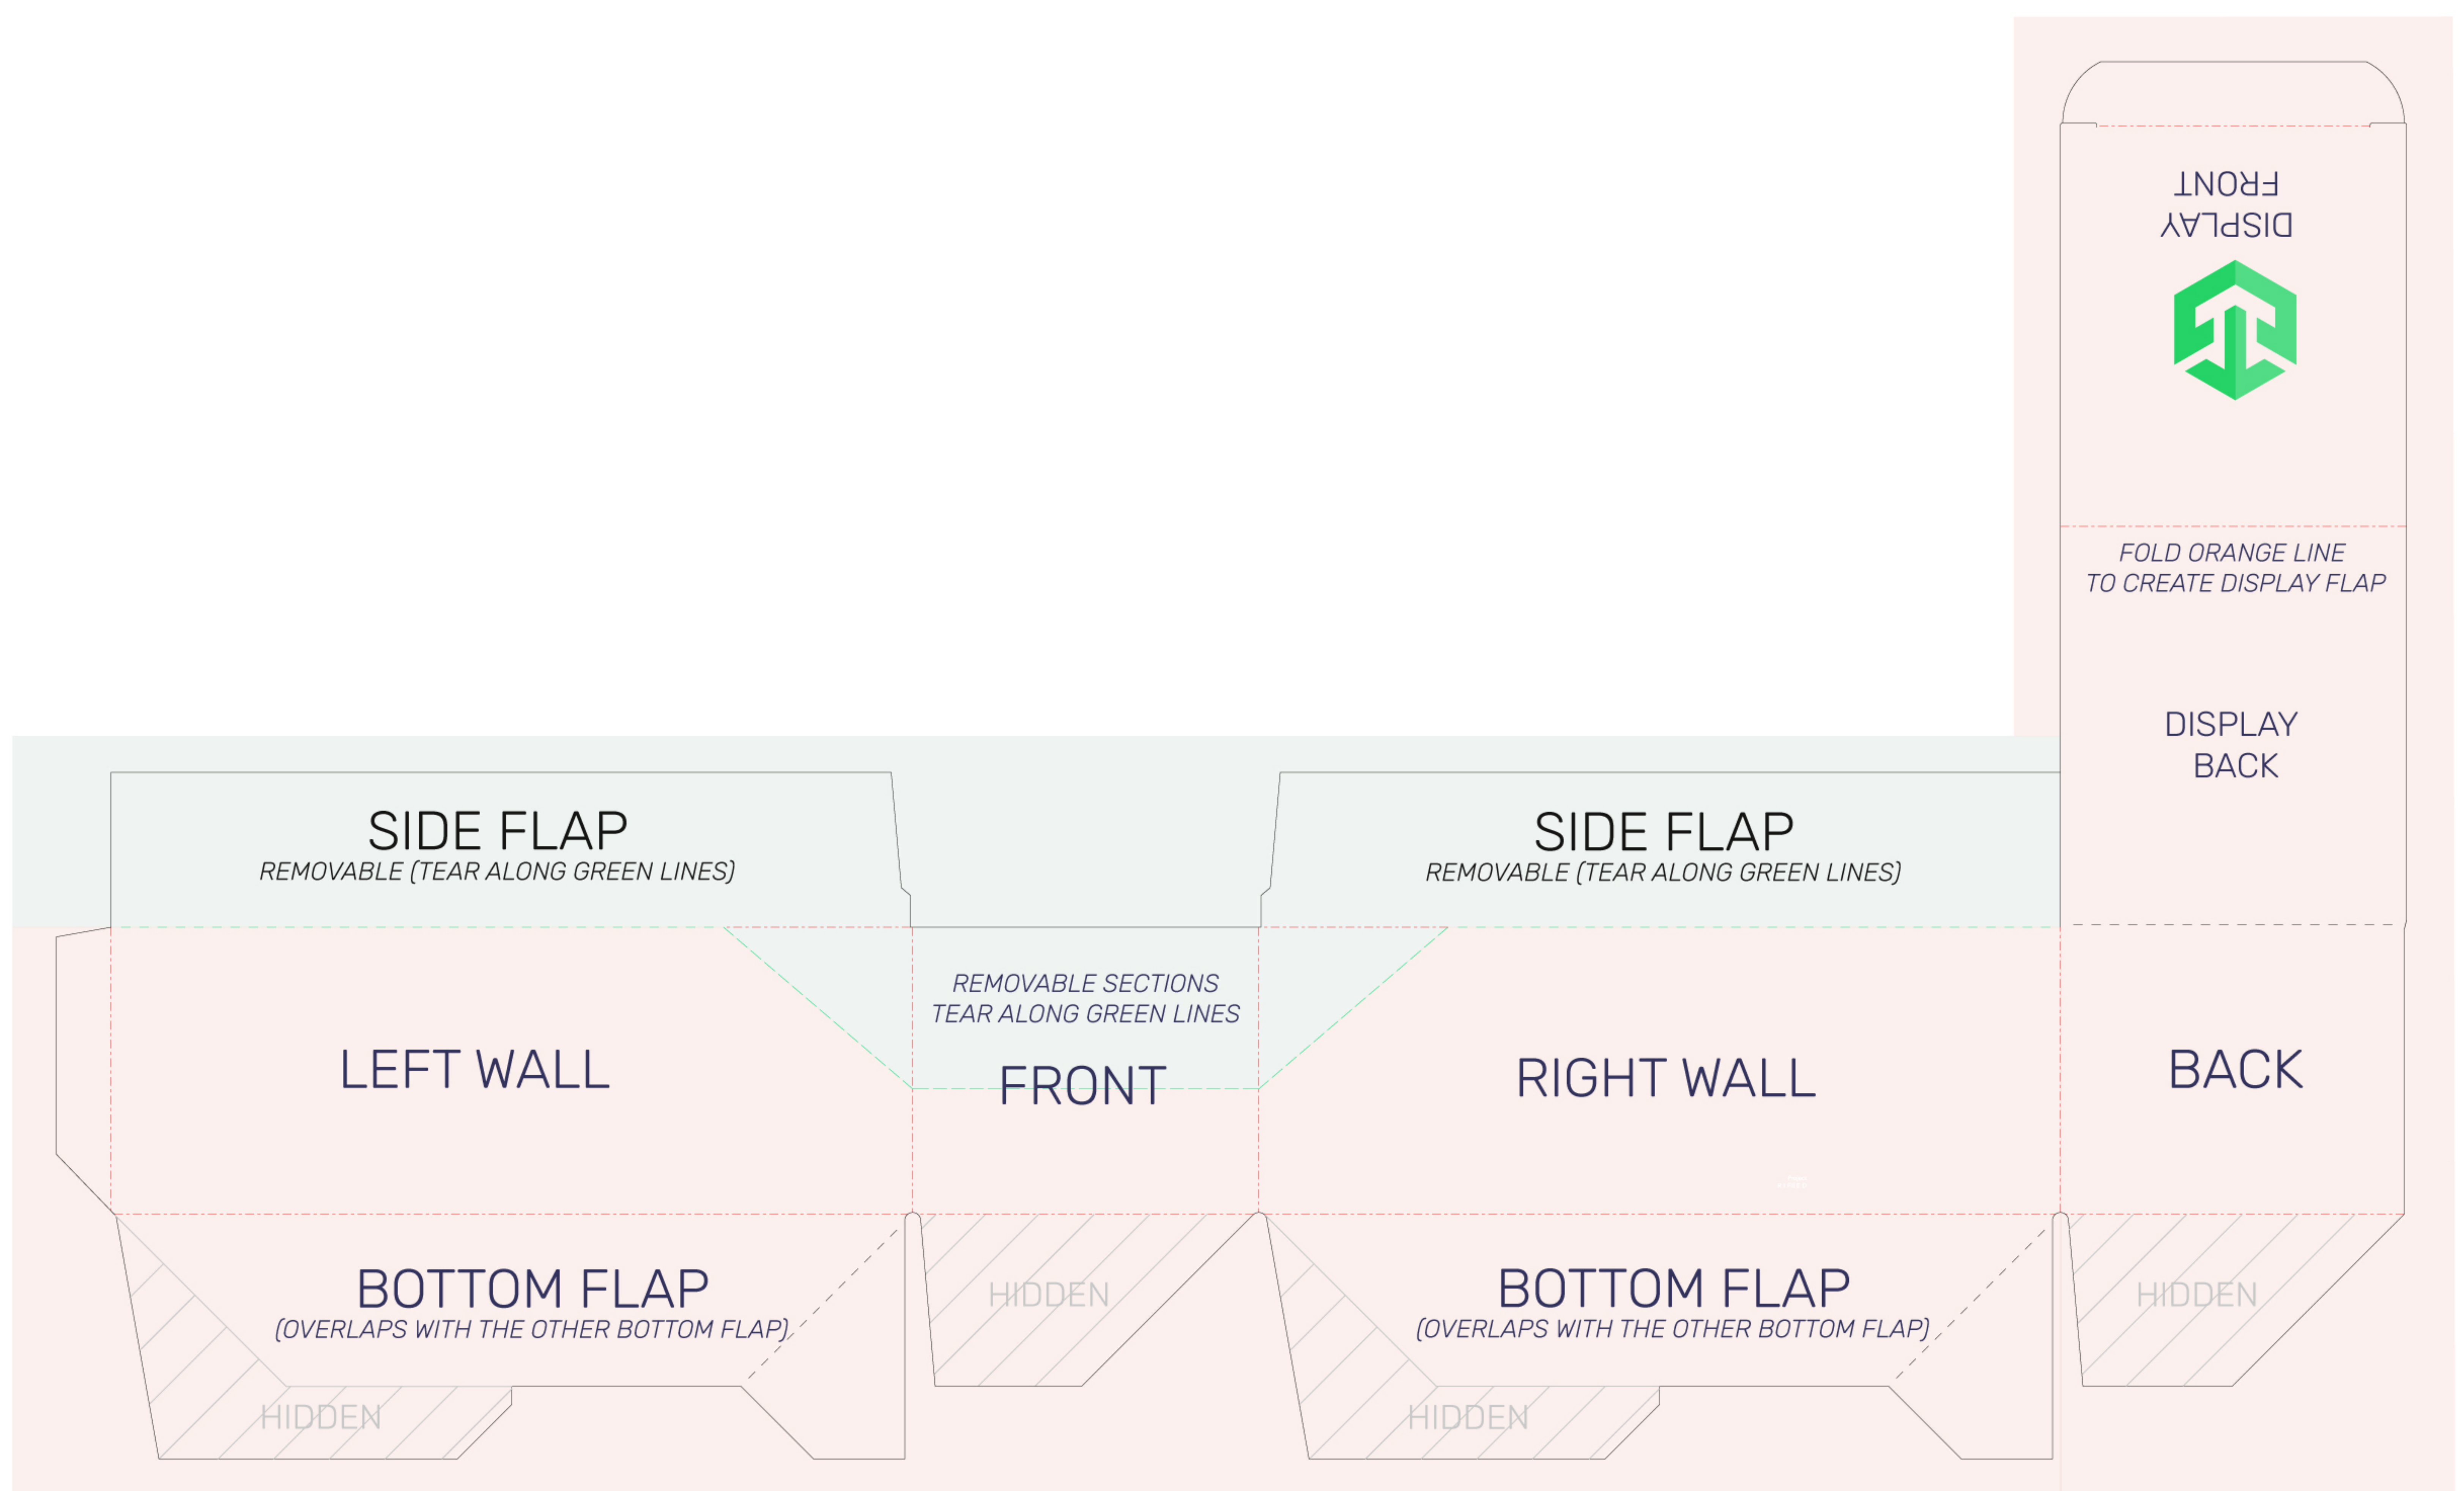 DISPLAY
FRONT
FOLD ORANGE LINE
TO CREATE DISPLAY FLAP
DISPLAY
BACK
SIDE FLAP
REMOVABLE (TEAR ALONG GREEN LINES)
SIDE FLAP
REMOVABLE (TEAR ALONG GREEN LINES)
REMOVABLE SECTIONS
TEAR ALONG GREEN LINES
LEFT WALL
FRONT
RIGHT WALL
BACK
BOTTOM FLAP
(OVERLAPS WITH THE OTHER BOTTOM FLAP)
HIDDEN
HIDDEN
BOTTOM FLAP
(OVERLAPS WITH THE OTHER BOTTOM FLAP)
HIDDEN
HIDDEN